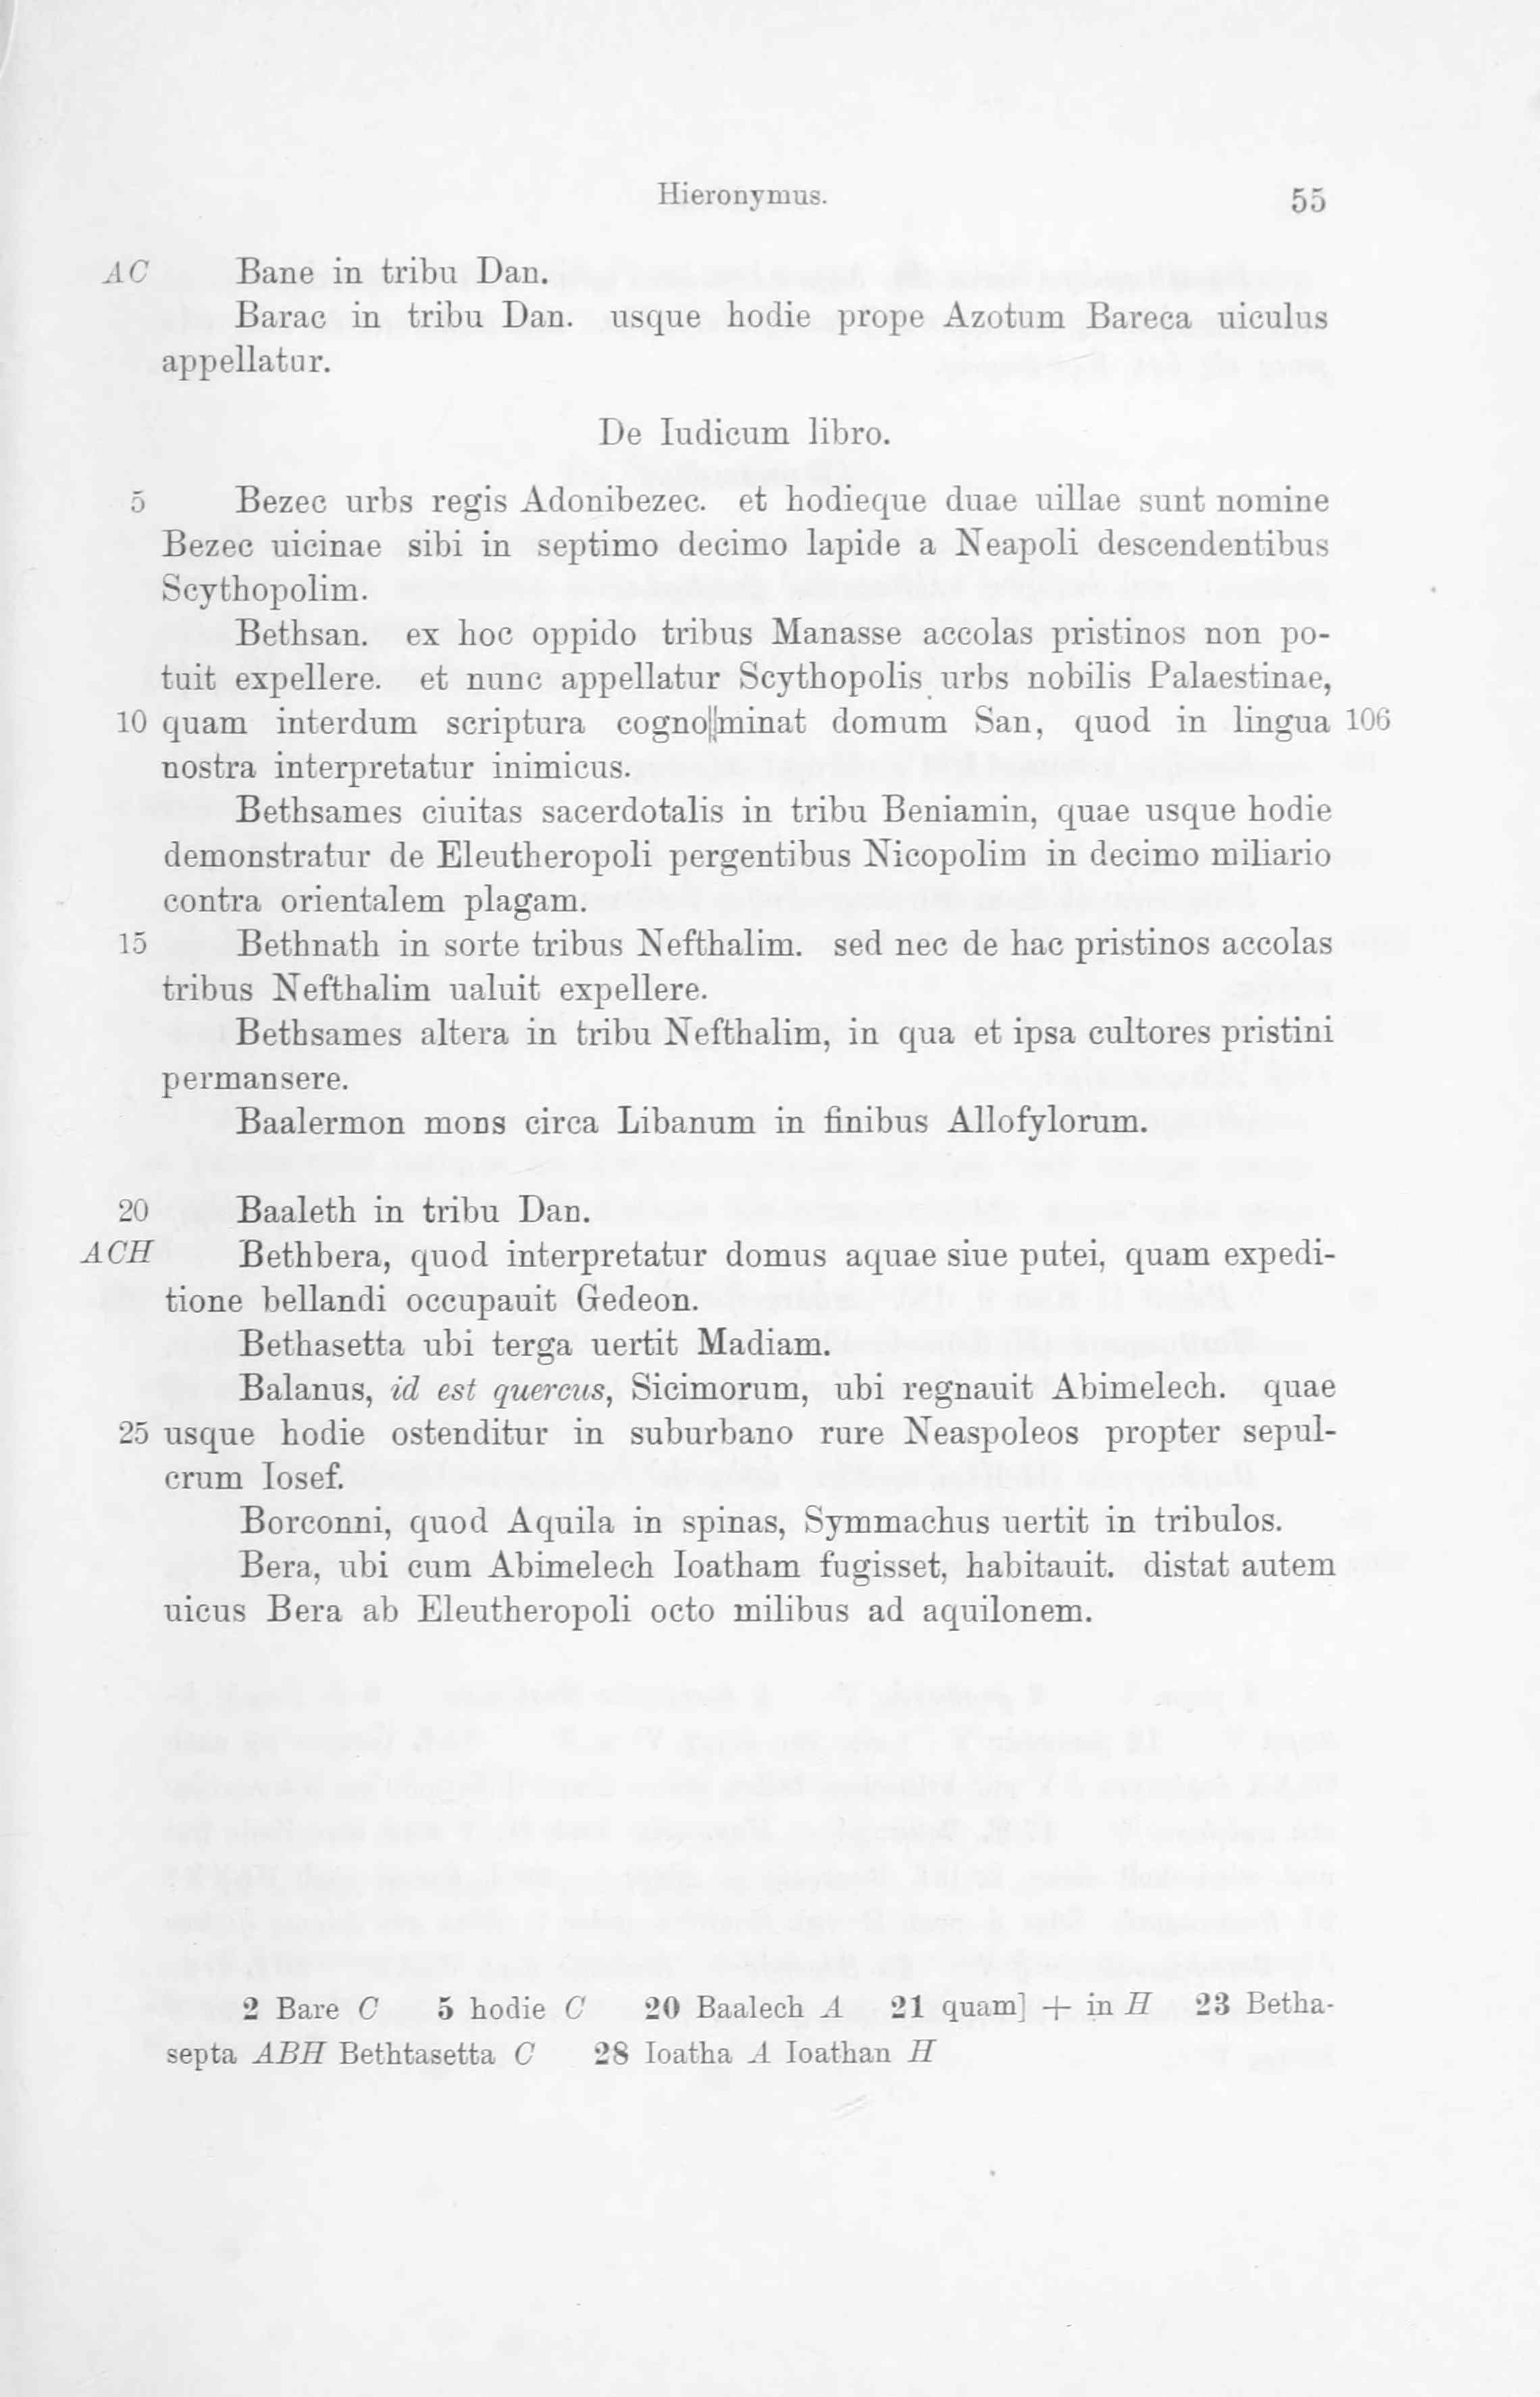 Hieronymus. 55
AC Bane in tribu Dan.
Barac in tribu Dan. usque hodie prope Azotum Bareca uiculus
appellatur.
De Iudicum libro.
5 Bezec urbs regis Adonibezec. et hodieque duae uillae sunt nomine
Bezec uicinae sibi in septimo decimo lapide a Neapoli descendentibus
Scythopolim.
Bethsan. ex hoc oppido tribus Manasse accolas pristinos non po-
tuit expellere. et nunc appellatur Scythopolis urbs nobilis Palaestinae,
10 quam interdum scriptura cogno||minat domum San, quod in lingua 106
nostra interpretatur inimicus.
Bethsames ciuitas sacerdotalis in tribu Beniamin, quae usque hodie
demonstratur de Eleutheropoli pergentibus Nicopolim in decimo miliario
contra orientalem plagam.
15 Bethnath in sorte tribus Nefthalim. sed nec de hac pristinos accolas
tribus Nefthalim ualuit expellere.
Bethsames altera in tribu Nefthalim, in qua et ipsa cultores pristini
permansere.
Baalermon mons circa Libanum in finibus Allofylorum.
20 Baaleth in tribu Dan.
ACH Bethbera, quod interpretatur domus aquae siue putei, quam expedi-
tione bellandi occupauit Gedeon.
Bethasetta ubi terga uertit Madiam.
Balanus, id est quercus, Sicimorum, ubi regnauit Abimelech. quae
25 usque hodie ostenditur in suburbano rure Neaspoleos propter sepul-
crum Iosef.
Borconni, quod Aquila in spinas, Symmachus uertit in tribulos.
Bera, ubi cum Abimelech Ioatham fugisset, habitauit. distat autem
uicus Bera ab Eleutheropoli octo milibus ad aquilonem.
2 Bare C 5 hodie C 20 Baalech A 21 quam] + in H 23 Betha-
septa ABH Bethtasetta C 28 Ioatha A Ioathan H